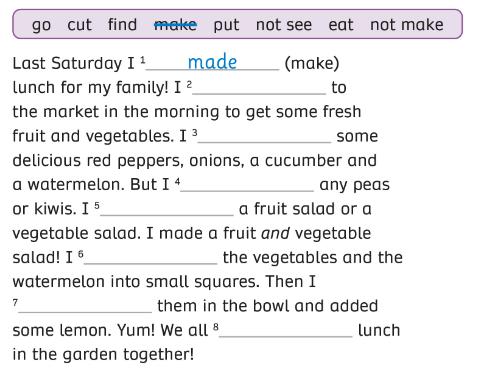 go cut find make put not see eat not make
Last Saturday I ¹ made (make)
lunch for my family! I ² to
the market in the morning to get some fresh
fruit and vegetables. I ³ some
delicious red peppers, onions, a cucumber and
a watermelon. But I ⁴ any peas
or kiwis. I ⁵ a fruit salad or a
vegetable salad. I made a fruit and vegetable
salad! I ⁶ the vegetables and the
watermelon into small squares. Then I
⁷ them in the bowl and added
some lemon. Yum! We all ⁸ lunch
in the garden together!